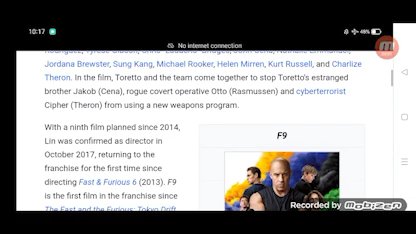 10:17
48%
No internet connection
Jordana Brewster, Sung Kang, Michael Rooker, Helen Mirren, Kurt Russell, and Charlize
Theron. In the film, Toretto and the team come together to stop Toretto's estranged
brother Jakob (Cena), rogue covert operative Otto (Rasmussen) and cyberterrorist
Cipher (Theron) from using a new weapons program.
With a ninth film planned since 2014,
Lin was confirmed as director in
October 2017, returning to the
franchise for the first time since
directing Fast & Furious 6 (2013). F9
is the first film in the franchise since
The Fast and the Furious: Tokyo Drift
F9
Recorded by Mobizen